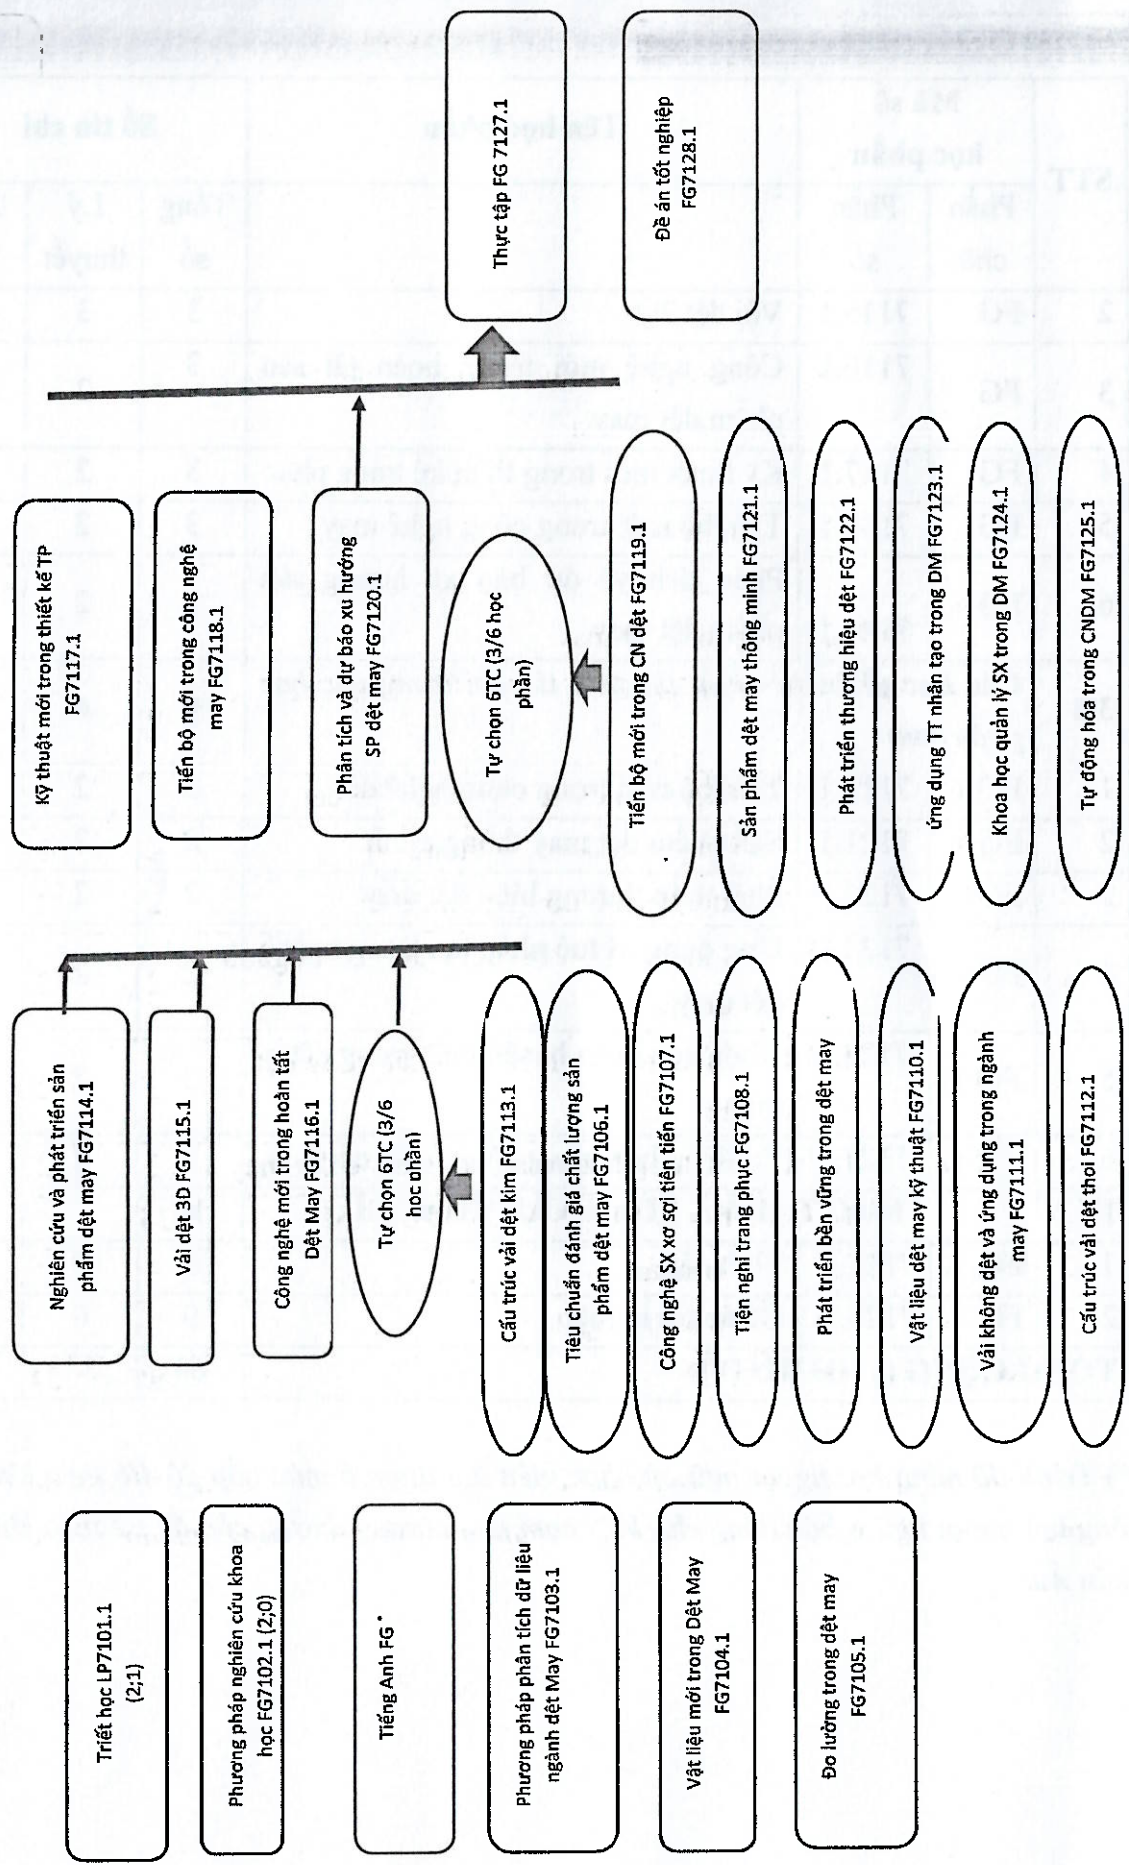 Triết học LP7101.1
(2;1)
Phương pháp nghiên cứu khoa
học FG7102.1 (2;0)
Tiếng Anh FG *
Phương pháp phân tích dữ liệu
ngành dệt May FG7103.1
Vật liệu mới trong Dệt May
FG7104.1
Đo lường trong dệt may
FG7105.1
Nghiên cứu và phát triển sản
phẩm dệt may FG7114.1
Vải dệt 3D FG7115.1
Công nghệ mới trong hoàn tất
Dệt May FG7116.1
Tự chọn 6TC (3/6
học phần)
Cấu trúc vải dệt kim FG7113.1
Tiêu chuẩn đánh giá chất lượng sản
phẩm dệt may FG7106.1
Công nghệ SX xơ sợi tiên tiến FG7107.1
Tiện nghi trang phục FG7108.1
Phát triển bền vững trong dệt may
Vật liệu dệt may kỹ thuật FG7110.1
Vải không dệt và ứng dụng trong ngành
may FG7111.1
Cấu trúc vải dệt thoi FG7112.1
Kỹ thuật mới trong thiết kế TP
FG7117.1
Tiến bộ mới trong công nghệ
may FG7118.1
Phân tích và dự báo xu hướng
SP dệt may FG7120.1
Tự chọn 6TC (3/6 học
phần)
Tiến bộ mới trong CN dệt FG7119.1
Sản phẩm dệt may thông minh FG7121.1
Phát triển thương hiệu dệt FG7122.1
ứng dụng TT nhân tạo trong DM FG7123.1
Khoa học quản lý SX trong DM FG7124.1
Tự động hóa trong CNDM FG7125.1
Thực tập FG 7127.1
Đề án tốt nghiệp
FG7128.1